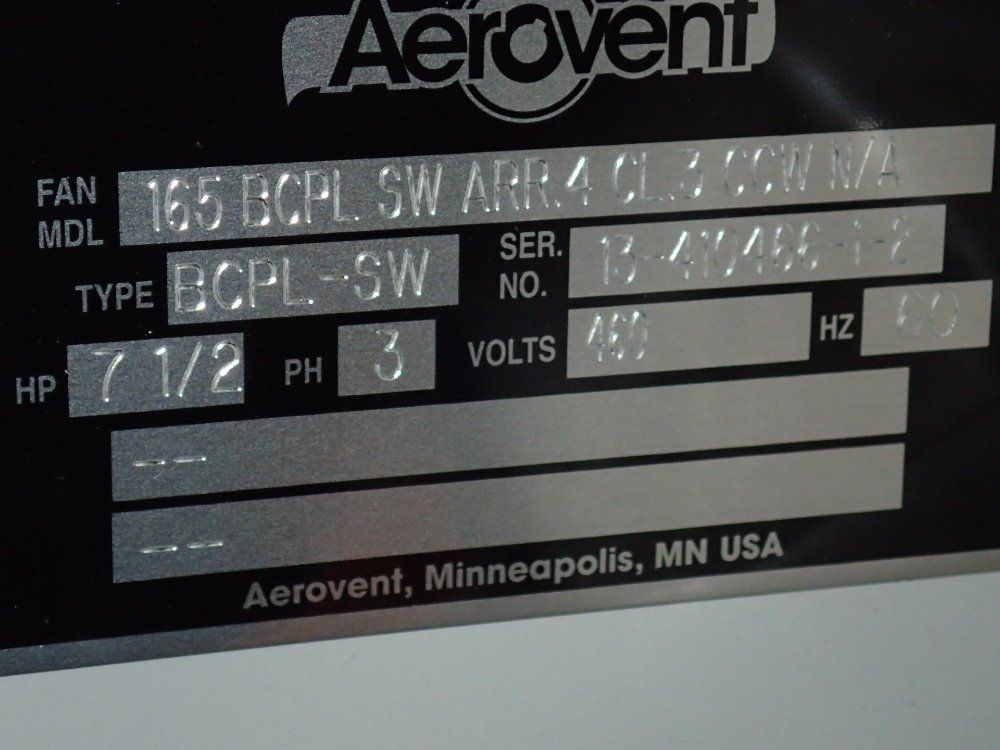 Aerovent
FAN MDL 165 BCPL SW ARR.4 CL.3 CCW N/A
TYPE BCPL-SW SER. NO. 13-410466-1-2
HP 7 1/2 PH 3 VOLTS 460 HZ 60
--
--
Aerovent, Minneapolis, MN USA